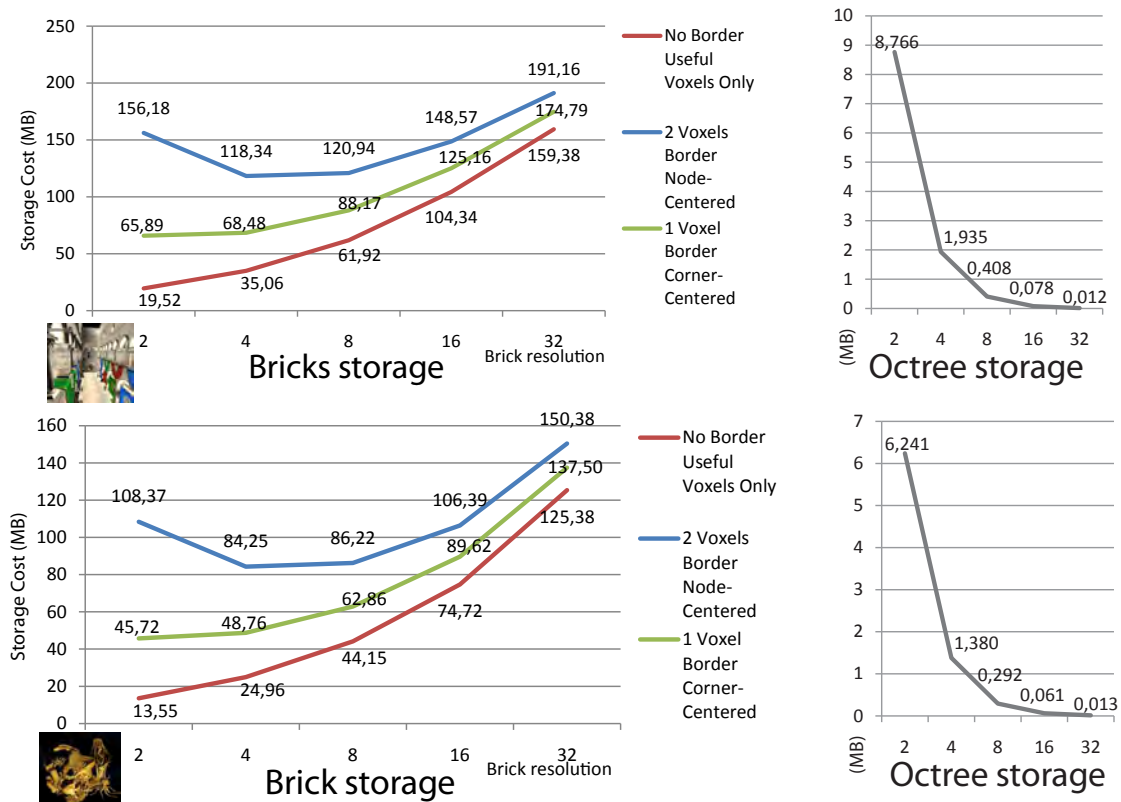 250
200
150
100
50
0
Storage Cost (MB)
156,18
118,34
120,94
148,57
191,16
65,89
68,48
88,17
125,16
174,79
19,52
35,06
61,92
104,34
159,38
2
4
8
16
32
Brick resolution
Bricks storage
No Border
Useful
Voxels Only
2 Voxels
Border
Node-
Centered
1 Voxel
Border
Corner-
Centered
10
9
8
7
6
5
4
3
2
1
0
(MB)
8,766
1,935
0,408
0,078
0,012
2
4
8
16
32
Octree storage
160
140
120
100
80
60
40
20
0
Storage Cost (MB)
108,37
84,25
86,22
106,39
150,38
45,72
48,76
62,86
89,62
137,50
13,55
24,96
44,15
74,72
125,38
2
4
8
16
32
Brick resolution
Brick storage
No Border
Useful
Voxels Only
2 Voxels
Border
Node-
Centered
1 Voxel
Border
Corner-
Centered
7
6
5
4
3
2
1
0
(MB)
6,241
1,380
0,292
0,061
0,013
2
4
8
16
32
Octree storage